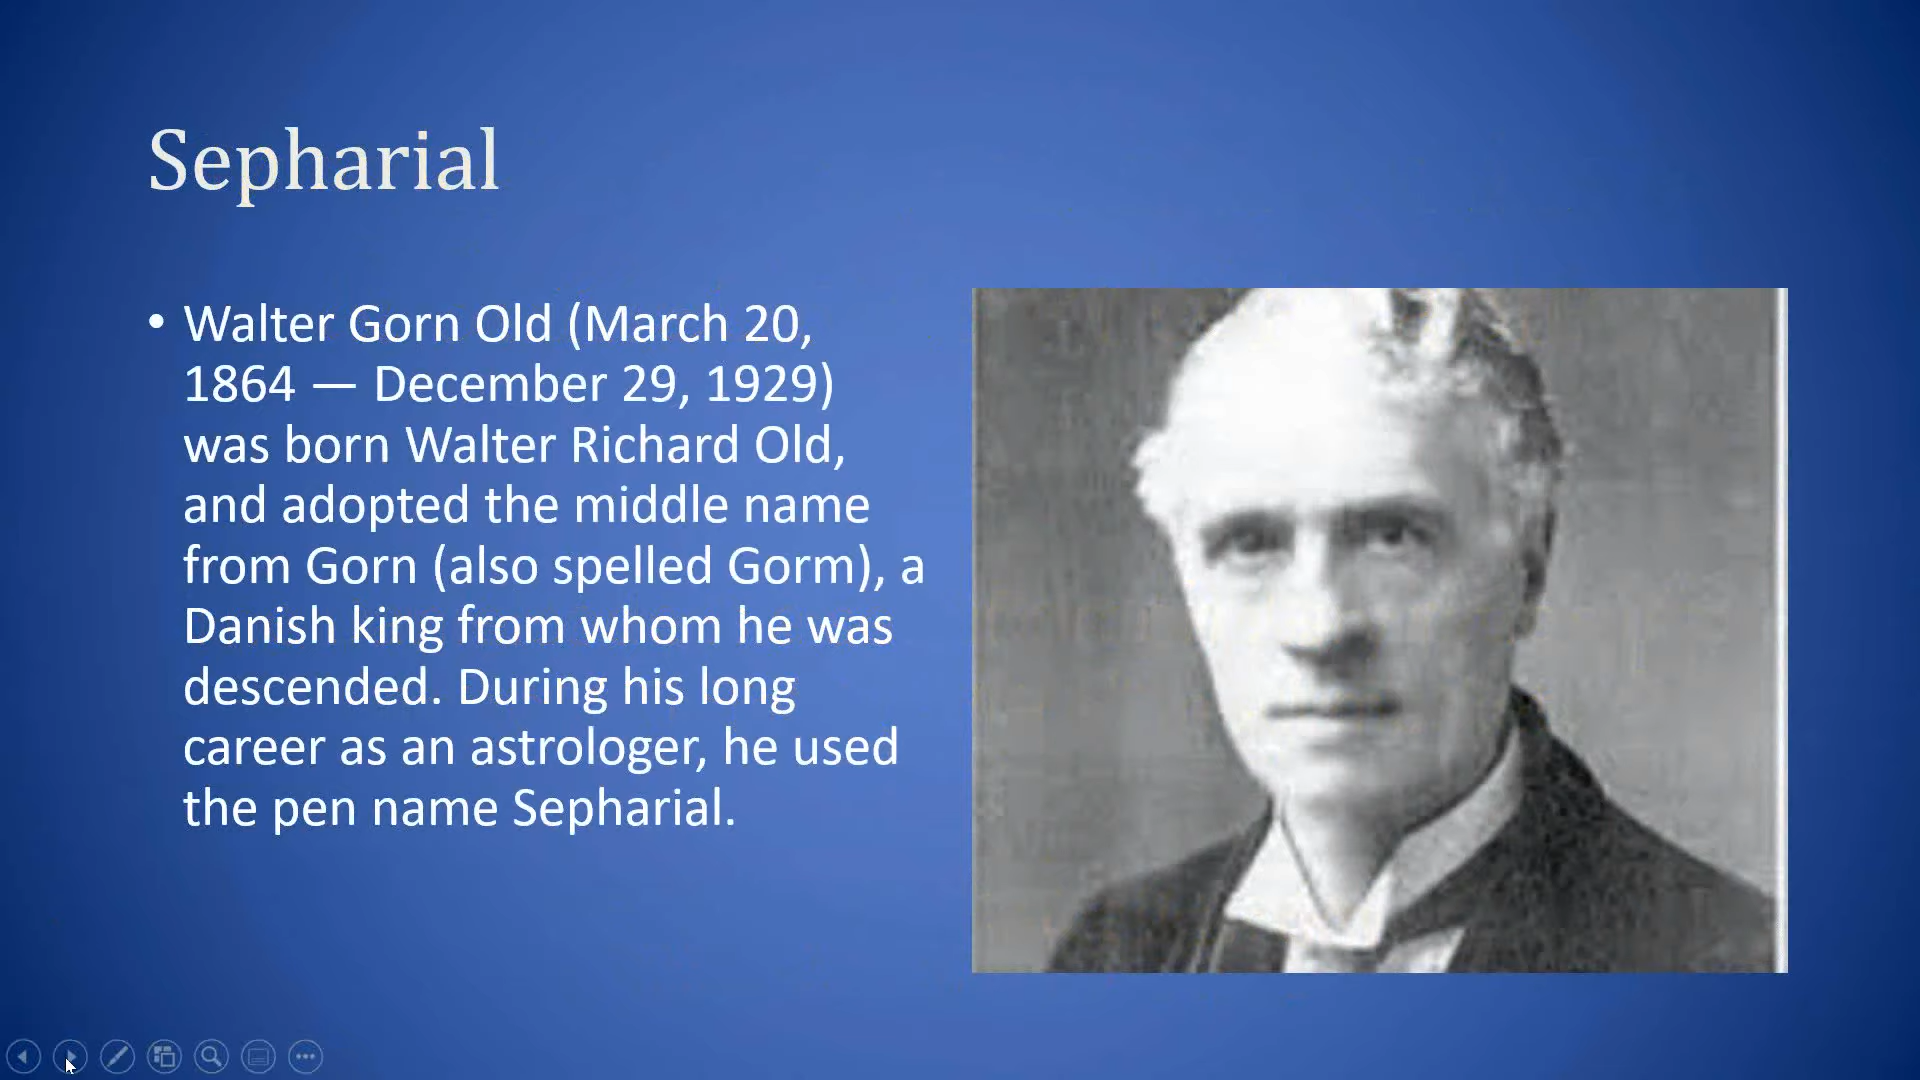 Sepharial
• Walter Gorn Old (March 20,
1864 — December 29, 1929)
was born Walter Richard Old,
and adopted the middle name
from Gorn (also spelled Gorm), a
Danish king from whom he was
descended. During his long
career as an astrologer, he used
the pen name Sepharial.